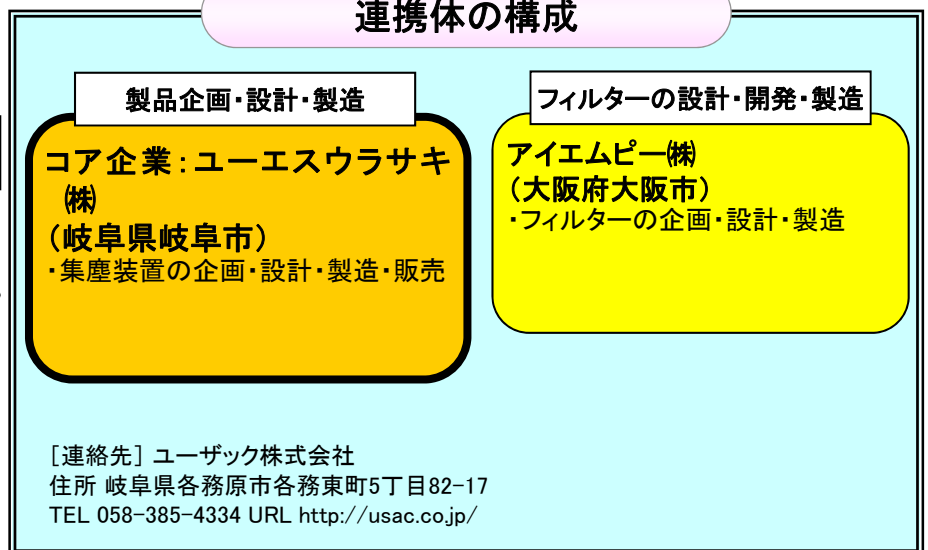 連携体の構成
製品企画・設計・製造
コア企業：ユーエスウラサキ
㈱
（岐阜県岐阜市）
・集塵装置の企画・設計・製造・販売
フィルターの設計・開発・製造
アイエムピー㈱
（大阪府大阪市）
・フィルターの企画・設計・製造
［連絡先］ユーザック株式会社
住所 岐阜県各務原市各務東町5丁目82-17
TEL 058-385-4334 URL http://usac.co.jp/